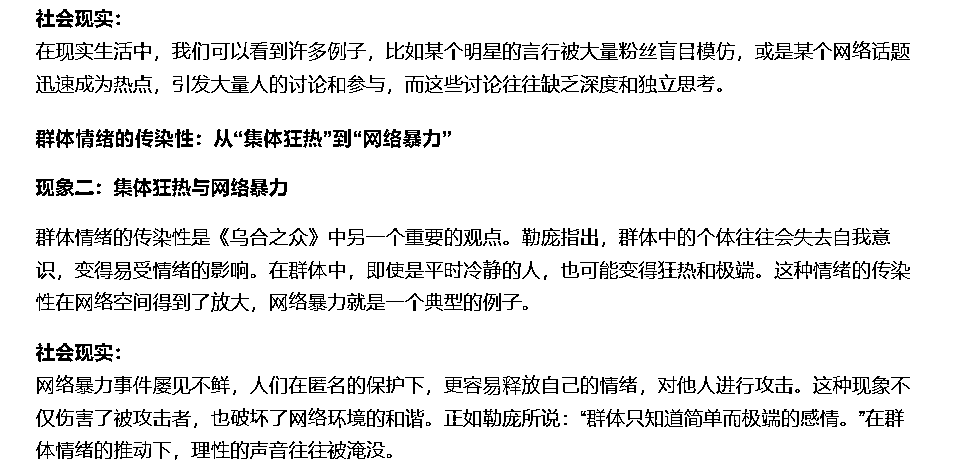 社会现实：
在现实生活中，我们可以看到许多例子，比如某个明星的言行被大量粉丝盲目模仿，或是某个网络话题
迅速成为热点，引发大量人的讨论和参与，而这些讨论往往缺乏深度和独立思考。
群体情绪的传染性：从“集体狂热”到“网络暴力”
现象二：集体狂热与网络暴力
群体情绪的传染性是《乌合之众》中另一个重要的观点。勒庞指出，群体中的个体往往会失去自我意
识，变得易受情绪的影响。在群体中，即使是平时冷静的人，也可能变得狂热和极端。这种情绪的传染
性在网络空间得到了放大，网络暴力就是一个典型的例子。
社会现实：
网络暴力事件屡见不鲜，人们在匿名的保护下，更容易释放自己的情绪，对他人进行攻击。这种现象不
仅伤害了被攻击者，也破坏了网络环境的和谐。正如勒庞所说：“群体只知道简单而极端的感情。”在群
体情绪的推动下，理性的声音往往被淹没。